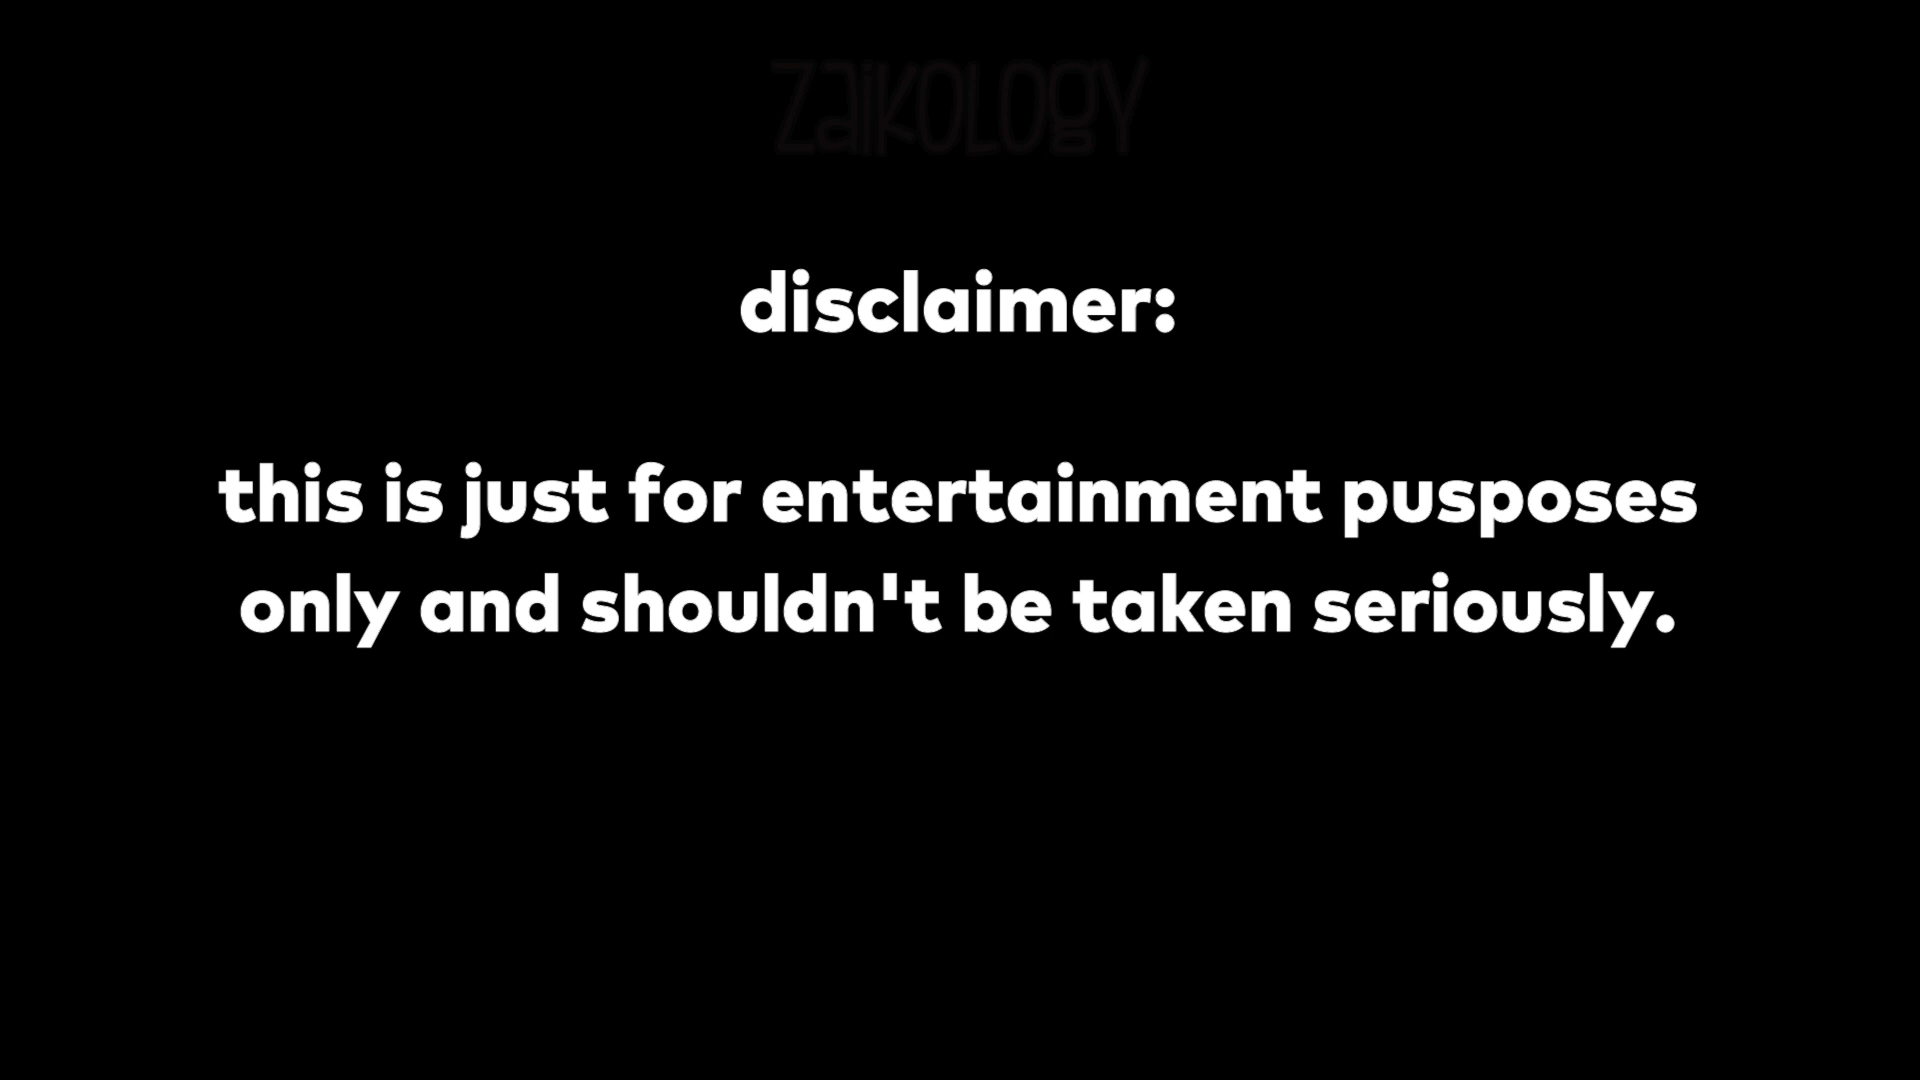 ZaiKOLOgY
disclaimer:
this is just for entertainment pusposes
only and shouldn't be taken seriously.